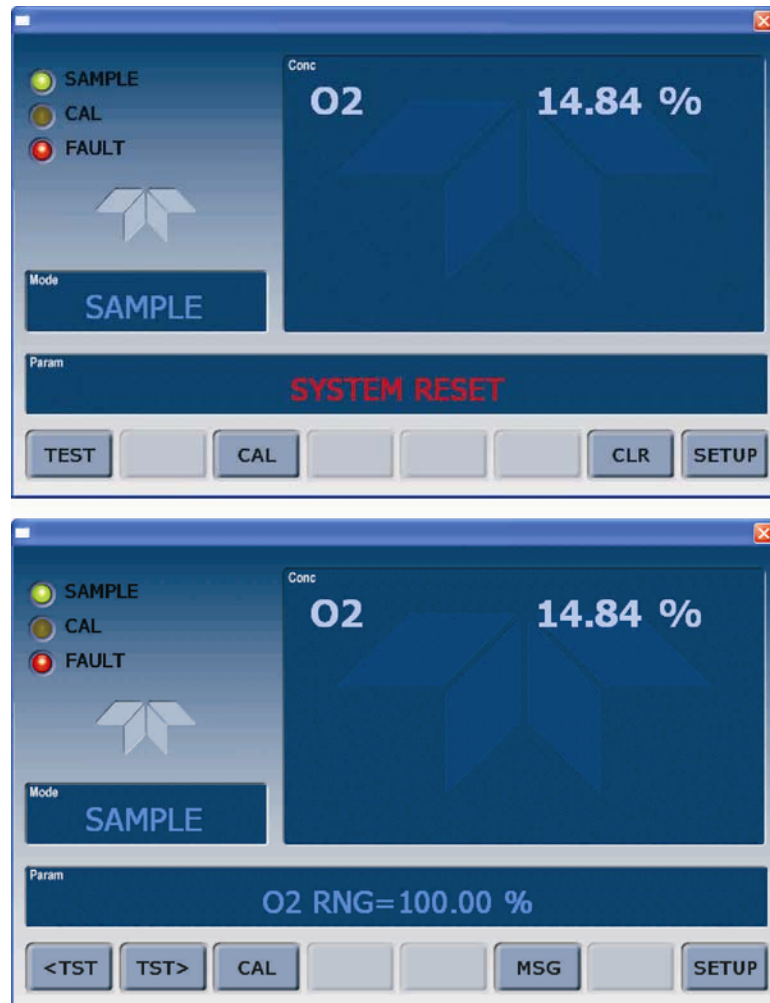 SAMPLE
CAL
FAULT
Conc
O2 14.84 %
Mode
SAMPLE
Param
SYSTEM RESET
TEST CAL CLR SETUP
SAMPLE
CAL
FAULT
Conc
O2 14.84 %
Mode
SAMPLE
Param
O2 RNG=100.00 %
<TST TST> CAL MSG SETUP